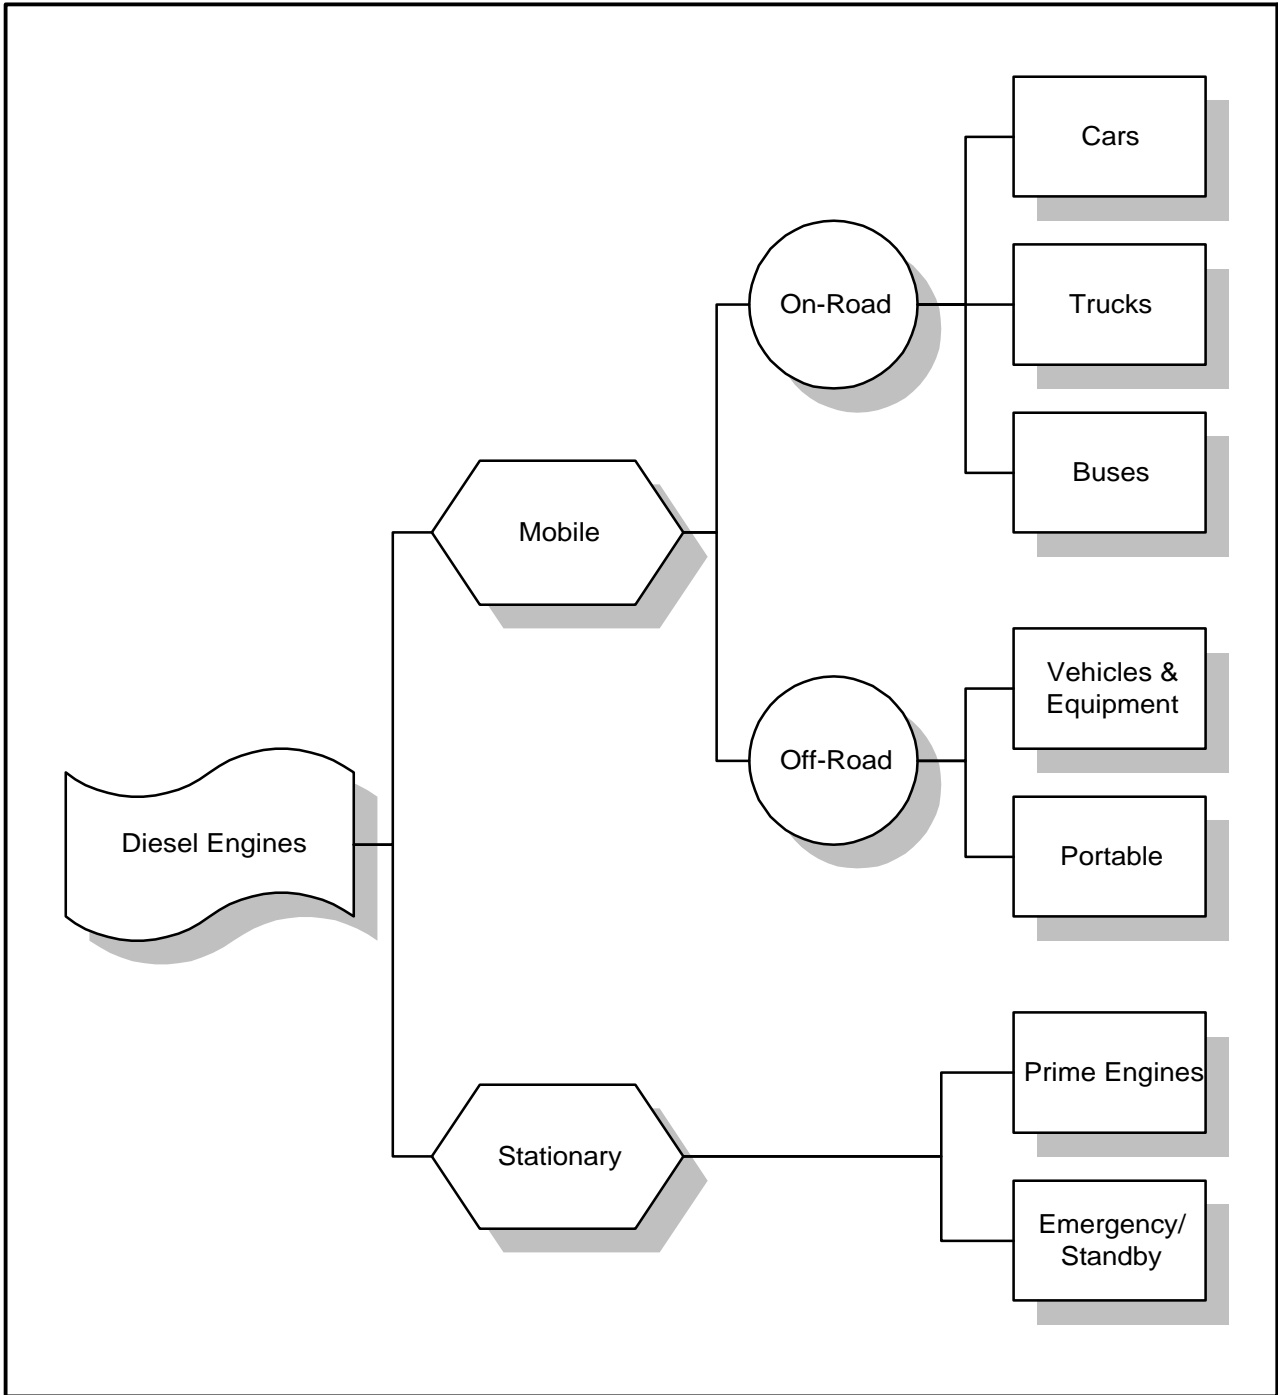 Cars
On-Road
Trucks
Buses
Mobile
Vehicles &
Equipment
Off-Road
Portable
Diesel Engines
Prime Engines
Stationary
Emergency/
Standby